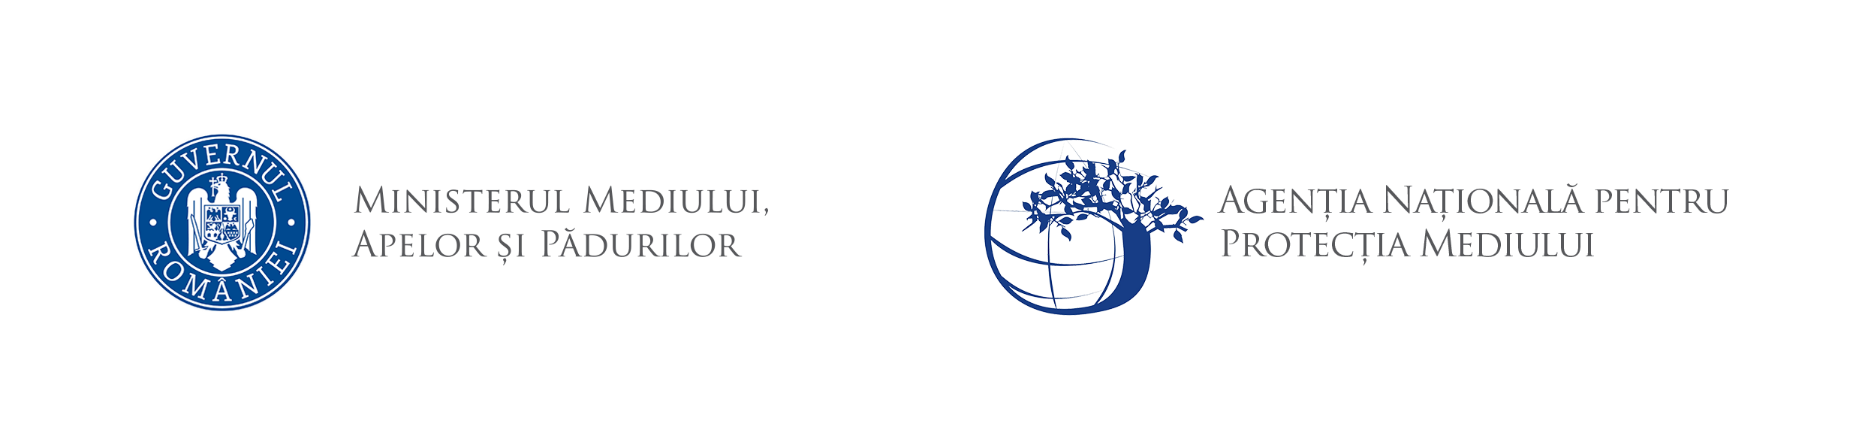 GUVERNUL
ROMÂNIEI
MINISTERUL MEDIULUI,
APELOR ȘI PĂDURILOR
AGENȚIA NAȚIONALĂ PENTRU
PROTECȚIA MEDIULUI